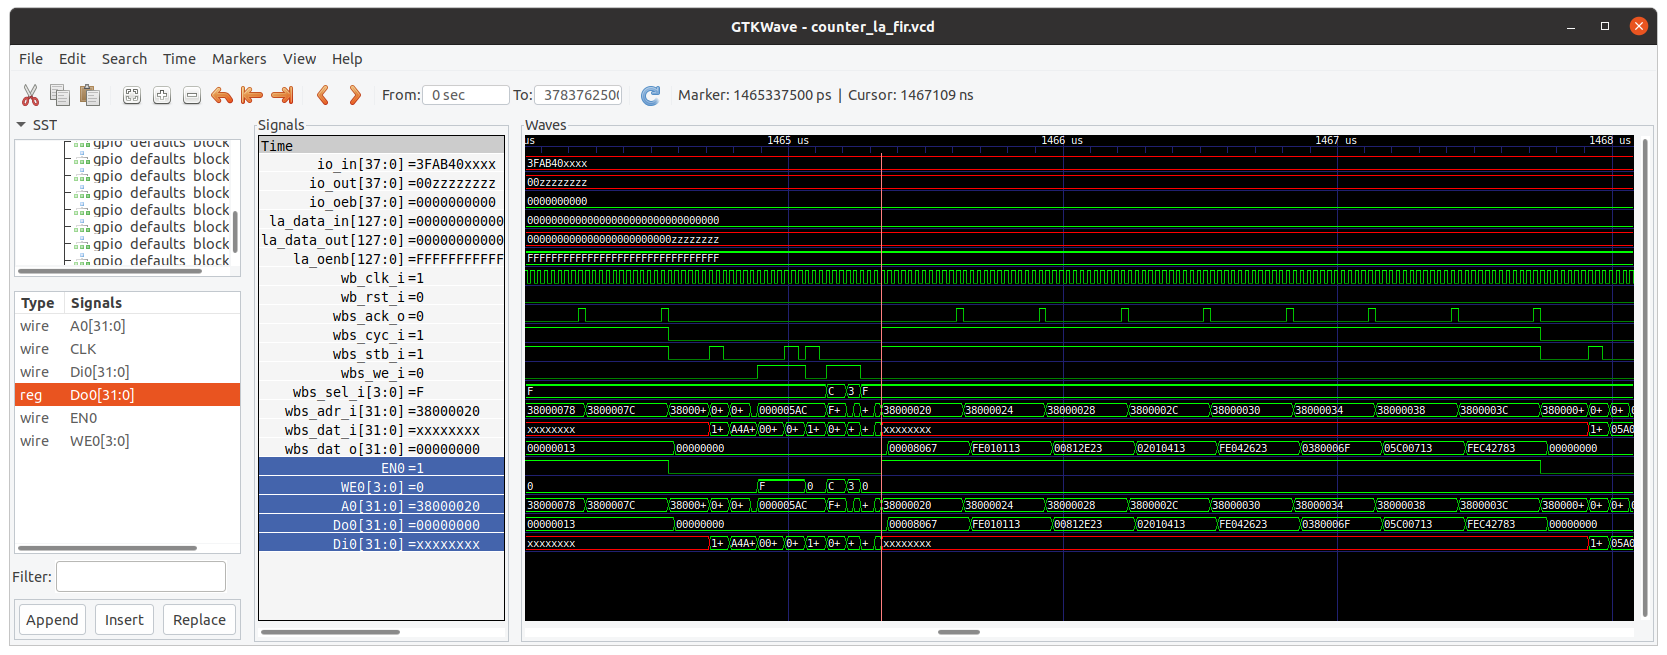 GTKWave - counter_la_fir.vcd
File Edit Search Time Markers View Help
From: 0 sec To: 378376250 Marker: 1465337500 ps | Cursor: 1467109 ns
SST
gpio defaults block
gpio defaults block
gpio defaults block
gpio defaults block
gpio defaults block
gpio defaults block
gpio defaults block
gpio defaults block
Type Signals
wire A0[31:0]
wire CLK
wire Di0[31:0]
reg Do0[31:0]
wire EN0
wire WE0[3:0]
Filter:
Append Insert Replace
Signals
Time
io_in[37:0] =3FAB40xxxx
io_out[37:0] =00zzzzzzzz
io_oeb[37:0] =0000000000
la_data_in[127:0] =000000000000
la_data_out[127:0] =000000000000
la_oenb[127:0] =FFFFFFFFFFF
wb_clk_i =1
wb_rst_i =0
wbs_ack_o =0
wbs_cyc_i =1
wbs_stb_i =1
wbs_we_i =0
wbs_sel_i[3:0] =F
wbs_adr_i[31:0] =38000020
wbs_dat_i[31:0] =xxxxxxxx
wbs dat o[31:0] =00000000
EN0 =1
WE0[3:0] =0
A0[31:0] =38000020
Do0[31:0] =00000000
Di0[31:0] =xxxxxxxx
Waves
us 1465 us 1466 us 1467 us 1468 us
3FAB40xxxx
00zzzzzzzz
0000000000
00000000000000000000000000000000
000000000000000000000000zzzzzzzz
FFFFFFFFFFFFFFFFFFFFFFFFFFFFFFFF
F C 3 F
38000078 3800007C 38000+ 0+ 0+ 000005AC F+ + 38000020 38000024 38000028 3800002C 38000030 38000034 38000038 3800003C 380000+ 0+ 0+
xxxxxxxx 1+ A4A+ 00+ 0+ 1+ 0+ + + xxxxxxxx 1+ 05A0
00000013 00000000 00008067 FE010113 00812E23 02010413 FE042623 0380006F 05C00713 FEC42783 00000000
0 F 0 C 3 0
38000078 3800007C 38000+ 0+ 0+ 000005AC F+ + 38000020 38000024 38000028 3800002C 38000030 38000034 38000038 3800003C 380000+ 0+ 0+
00000013 00000000 00008067 FE010113 00812E23 02010413 FE042623 0380006F 05C00713 FEC42783 00000000
xxxxxxxx 1+ A4A+ 00+ 0+ 1+ 0+ + + xxxxxxxx 1+ 05A0